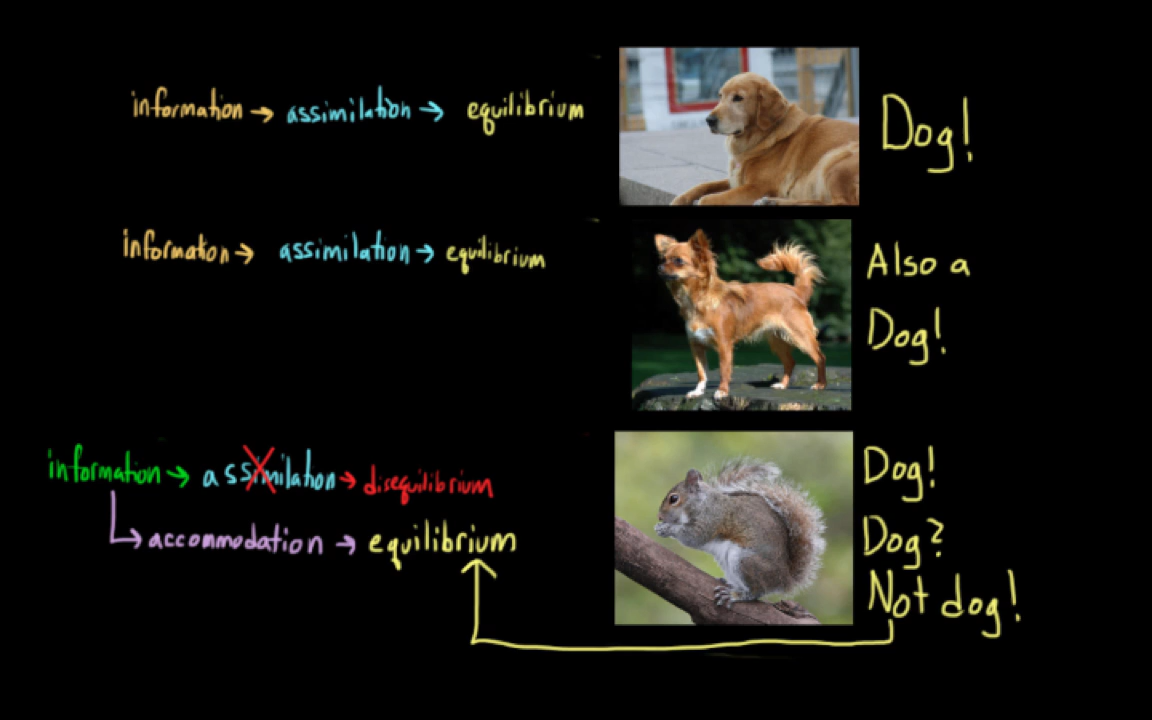 information → assimilation → equilibrium
Dog!
information → assimilation → equilibrium
Also a
Dog!
information → assimilation → disequilibrium
accommodation → equilibrium
Dog!
Dog?
Not dog!